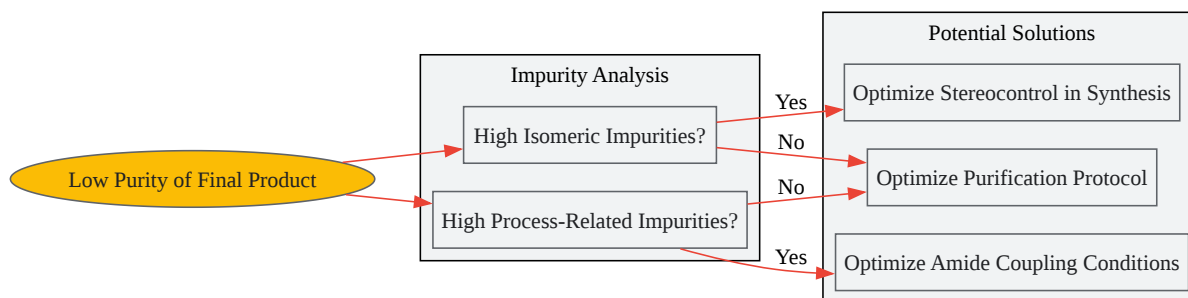 Potential Solutions
Impurity Analysis
Optimize Stereocontrol in Synthesis
Yes
High Isomeric Impurities?
No
Low Purity of Final Product
Optimize Purification Protocol
No
High Process-Related Impurities?
Yes
Optimize Amide Coupling Conditions